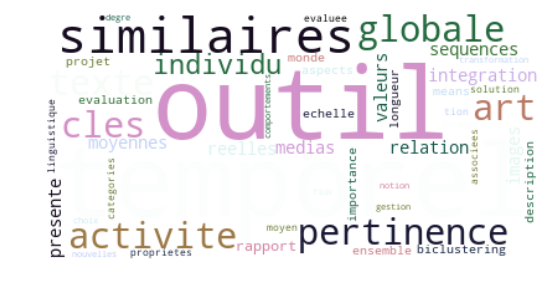 degre
evaluee
similaires
globale
sequences
projet
individu
monde
aspects
transformation
texte
outil
valeurs
longueur
integration
evaluation
comportements
echelle
means
solution
art
cles
tion
linguistique
moyennes
reelles
medias
relation
associees
images
description
categories
importance
temporel
notion
flux
gestion
presente
choix
activite
moyen
pertinence
rapport
ensemble
biclustering
nouvelles
proprietes